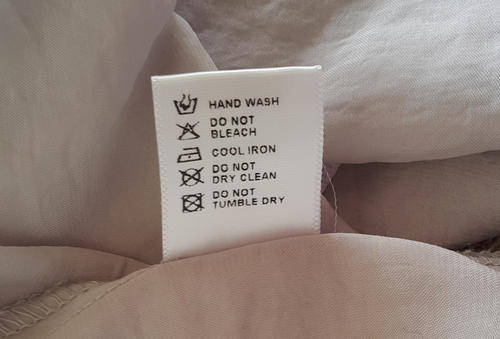 HAND WASH
DO NOT
BLEACH
COOL IRON
DO NOT
DRY CLEAN
DO NOT
TUMBLE DRY